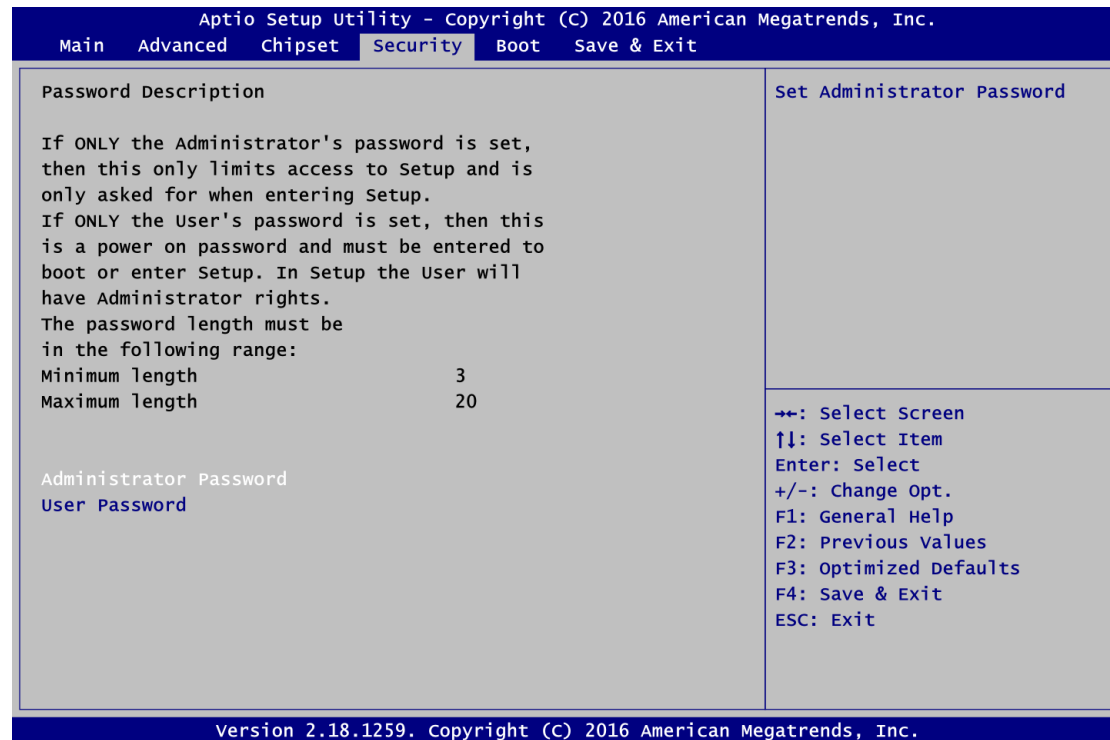 Aptio Setup Utility - Copyright (C) 2016 American Megatrends, Inc.
Main Advanced Chipset Security Boot Save & Exit
Password Description
If ONLY the Administrator's password is set,
then this only limits access to Setup and is
only asked for when entering Setup.
If ONLY the User's password is set, then this
is a power on password and must be entered to
boot or enter Setup. In Setup the User will
have Administrator rights.
The password length must be
in the following range:
Minimum length 3
Maximum length 20
Administrator Password
User Password
Set Administrator Password
→←: Select Screen
↑↓: Select Item
Enter: Select
+/-: Change Opt.
F1: General Help
F2: Previous Values
F3: Optimized Defaults
F4: Save & Exit
ESC: Exit
Version 2.18.1259. Copyright (C) 2016 American Megatrends, Inc.